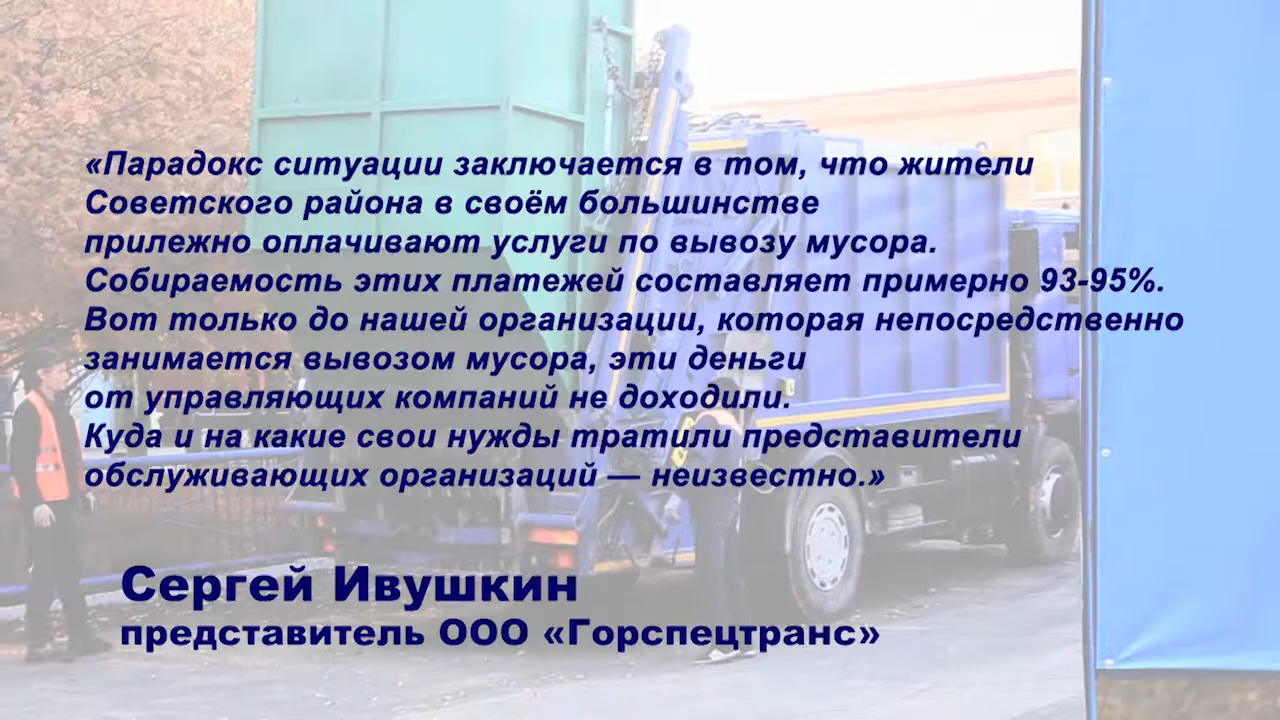 «Парадокс ситуации заключается в том, что жители
Советского района в своём большинстве
прилежно оплачивают услуги по вывозу мусора.
Собираемость этих платежей составляет примерно 93-95%.
Вот только до нашей организации, которая непосредственно
занимается вывозом мусора, эти деньги
от управляющих компаний не доходили.
Куда и на какие свои нужды тратили представители
обслуживающих организаций — неизвестно.»
Сергей Ивушкин
представитель ООО «Горспецтранс»